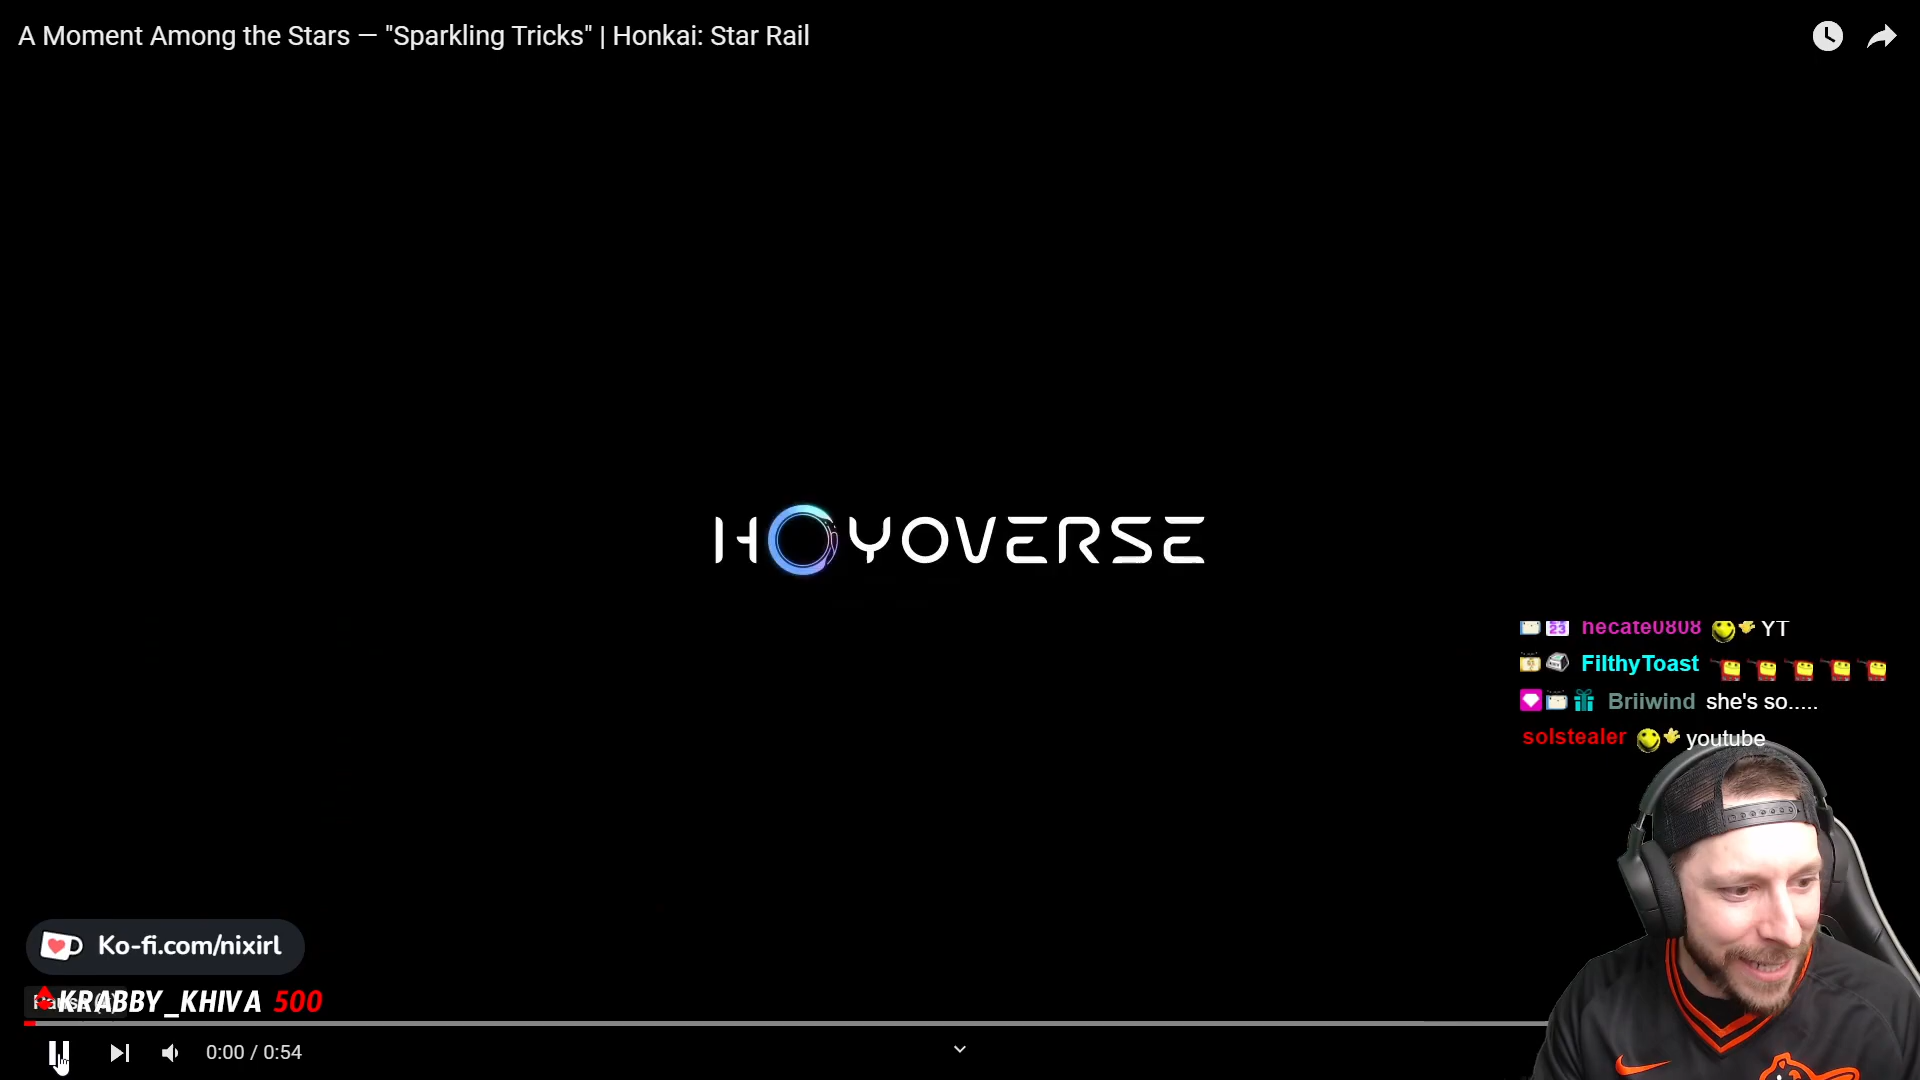 A Moment Among the Stars — "Sparkling Tricks" | Honkai: Star Rail
HOYOVERSE
23 hecate0808 YT
FilthyToast
Briiwind she's so.....
solstealer youtube
Ko-fi.com/nixirl
KRABBY_KHIVA 500
0:00 / 0:54